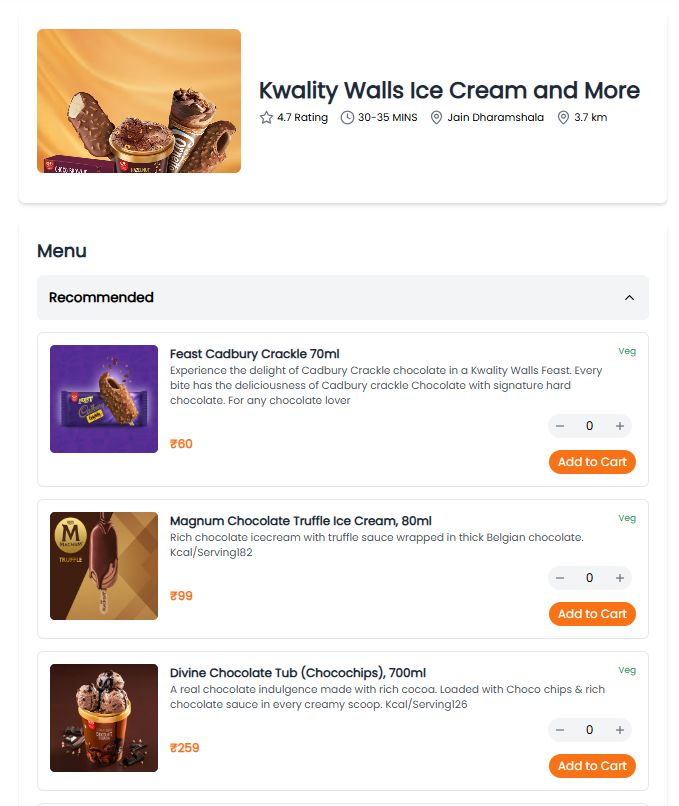 Kwality Walls Ice Cream and More
4.7 Rating 30-35 MINS Jain Dharamshala 3.7 km
Menu
Recommended
Feast Cadbury Crackle 70ml
Veg
Experience the delight of Cadbury Crackle chocolate in a Kwality Walls Feast. Every
bite has the deliciousness of Cadbury crackle Chocolate with signature hard
chocolate. For any chocolate lover
− 0 +
₹60
Add to Cart
MAGNUM
TRUFFLE
Magnum Chocolate Truffle Ice Cream, 80ml
Veg
Rich chocolate icecream with truffle sauce wrapped in thick Belgian chocolate.
Kcal/Serving182
− 0 +
₹99
Add to Cart
Divine Chocolate Tub (Chocochips), 700ml
Veg
A real chocolate indulgence made with rich cocoa. Loaded with Choco chips & rich
chocolate sauce in every creamy scoop. Kcal/Serving126
− 0 +
₹259
Add to Cart